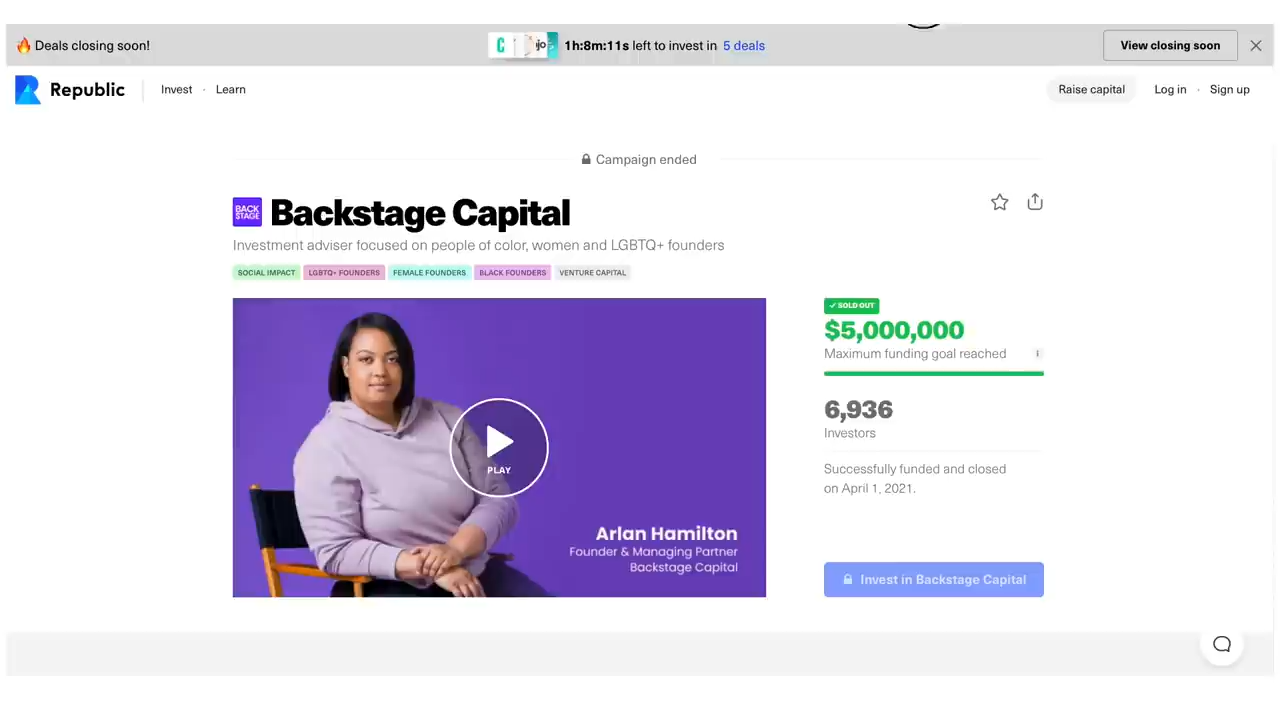 🔥 Deals closing soon!
1h:8m:11s left to invest in 5 deals
View closing soon
Republic
Invest · Learn
Raise capital
Log in · Sign up
Campaign ended
BACK
STAGE
Backstage Capital
Investment adviser focused on people of color, women and LGBTQ+ founders
SOCIAL IMPACT
LGBTQ+ FOUNDERS
FEMALE FOUNDERS
BLACK FOUNDERS
VENTURE CAPITAL
PLAY
Arlan Hamilton
Founder & Managing Partner
Backstage Capital
SOLD OUT
$5,000,000
Maximum funding goal reached
6,936
Investors
Successfully funded and closed
on April 1, 2021.
Invest in Backstage Capital